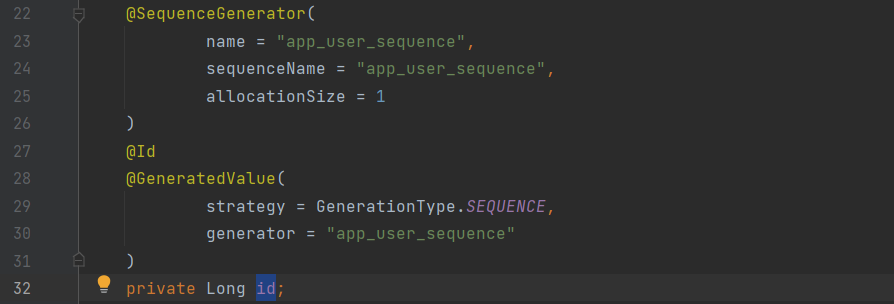 22 @SequenceGenerator(
23 name = "app_user_sequence",
24 sequenceName = "app_user_sequence",
25 allocationSize = 1
26 )
27 @Id
28 @GeneratedValue(
29 strategy = GenerationType.SEQUENCE,
30 generator = "app_user_sequence"
31 )
32 private Long id;